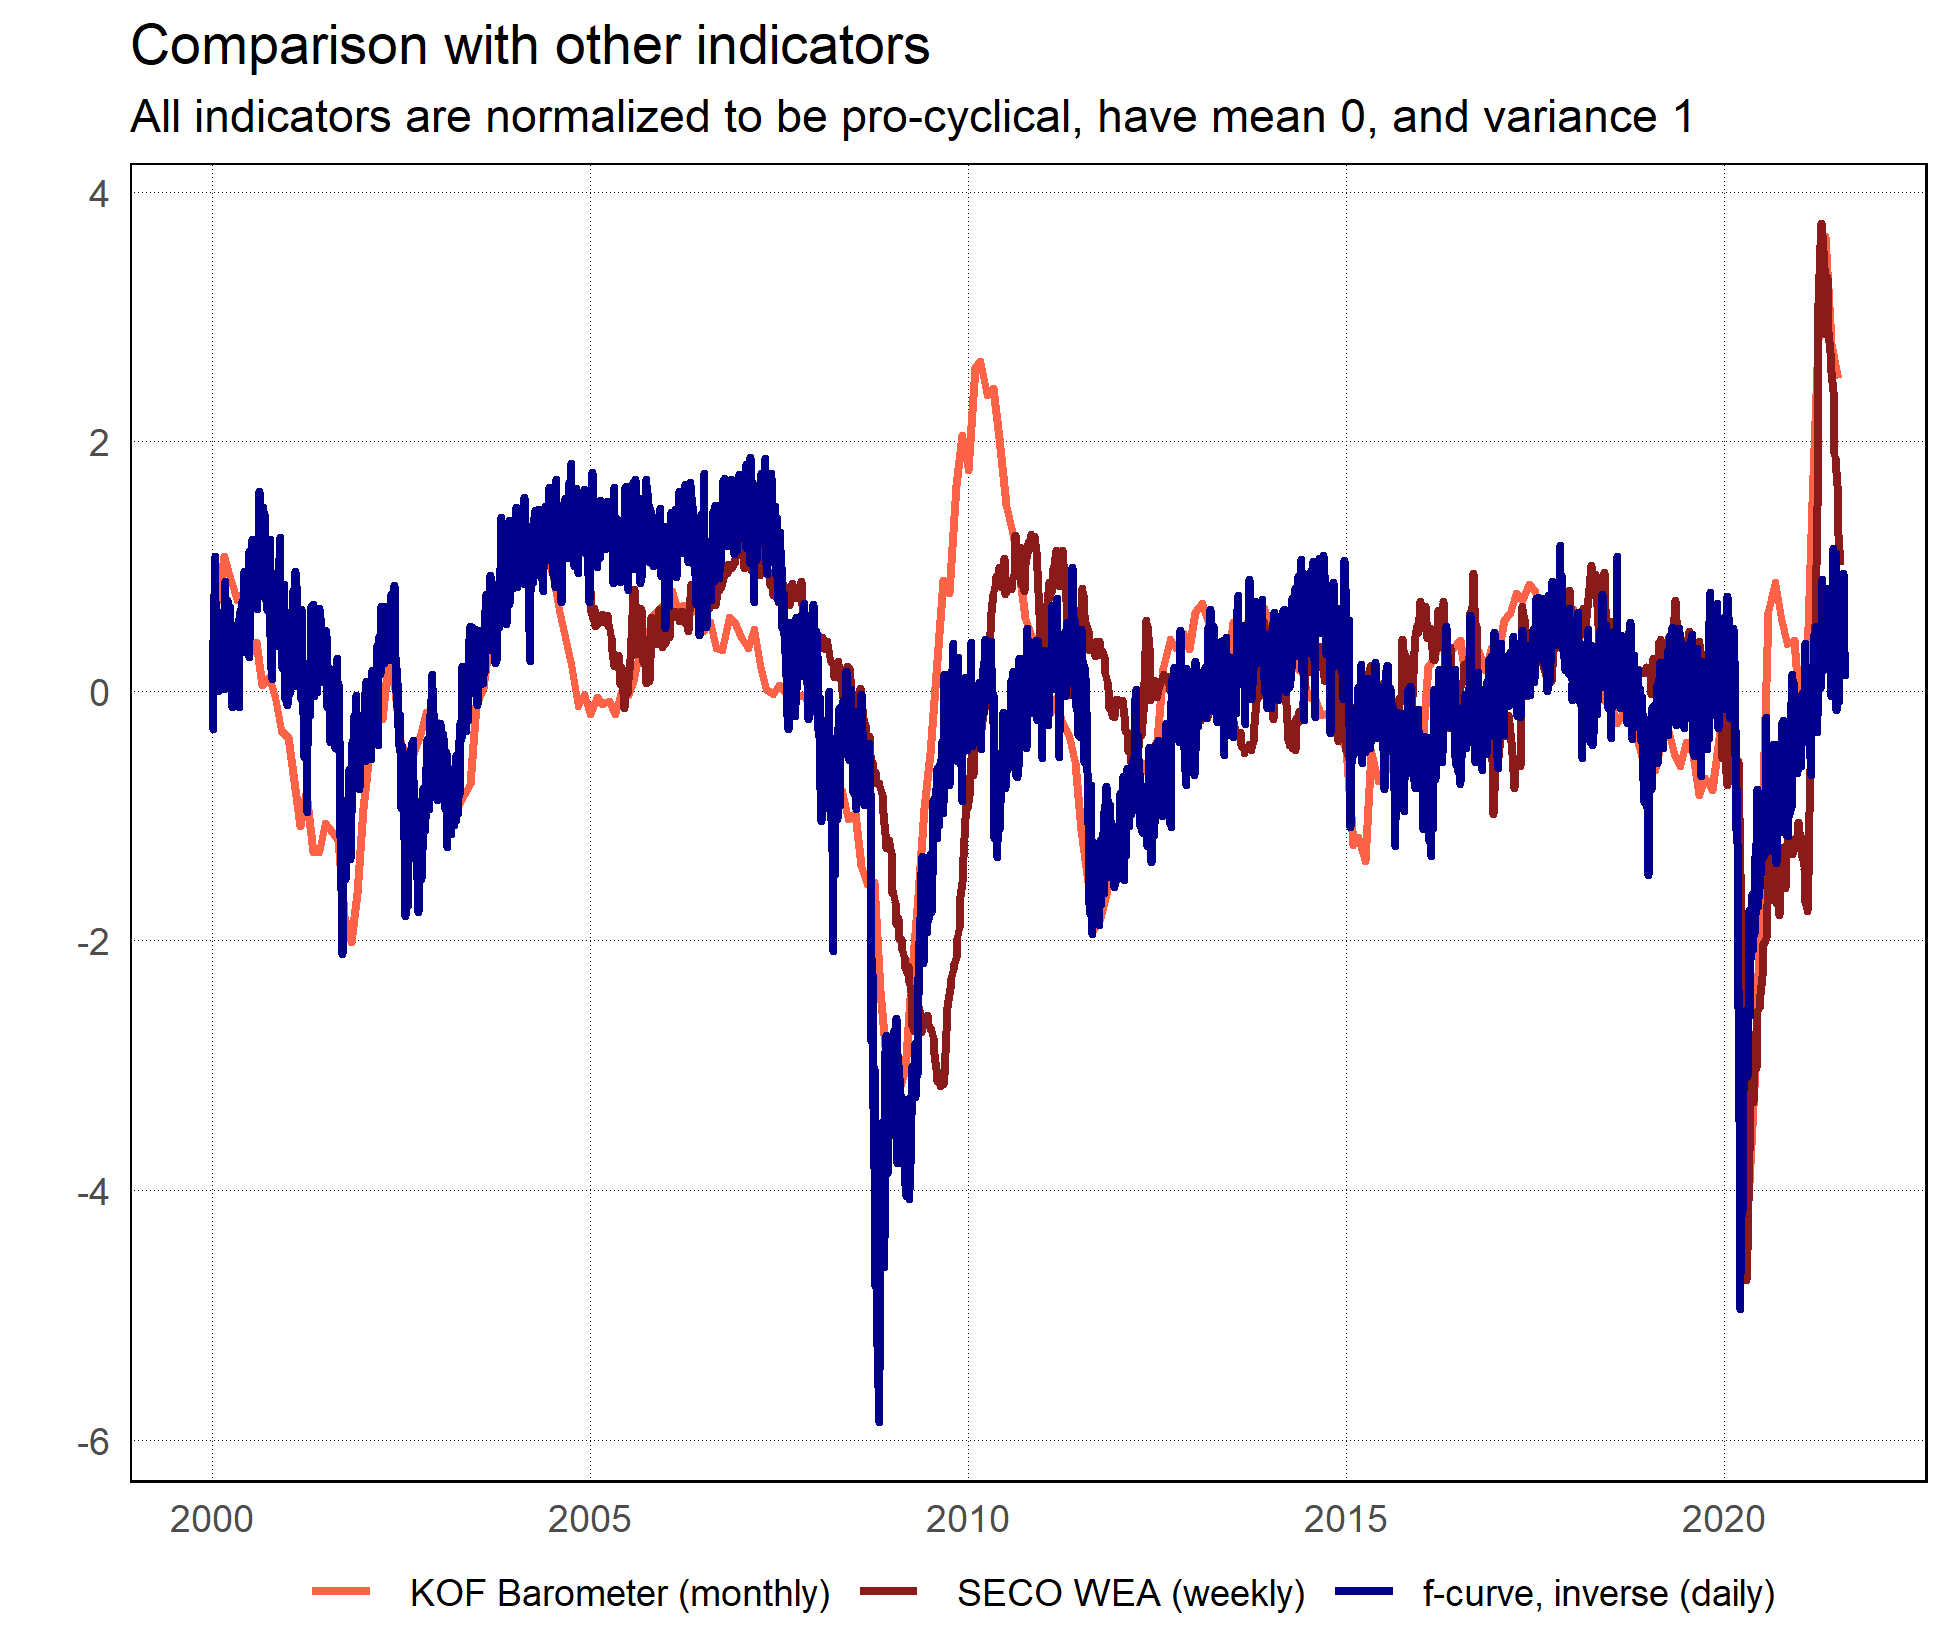 Comparison with other indicators
All indicators are normalized to be pro-cyclical, have mean 0, and variance 1
4
2
0
-2
-4
-6
2000 2005 2010 2015 2020
KOF Barometer (monthly) SECO WEA (weekly) f-curve, inverse (daily)